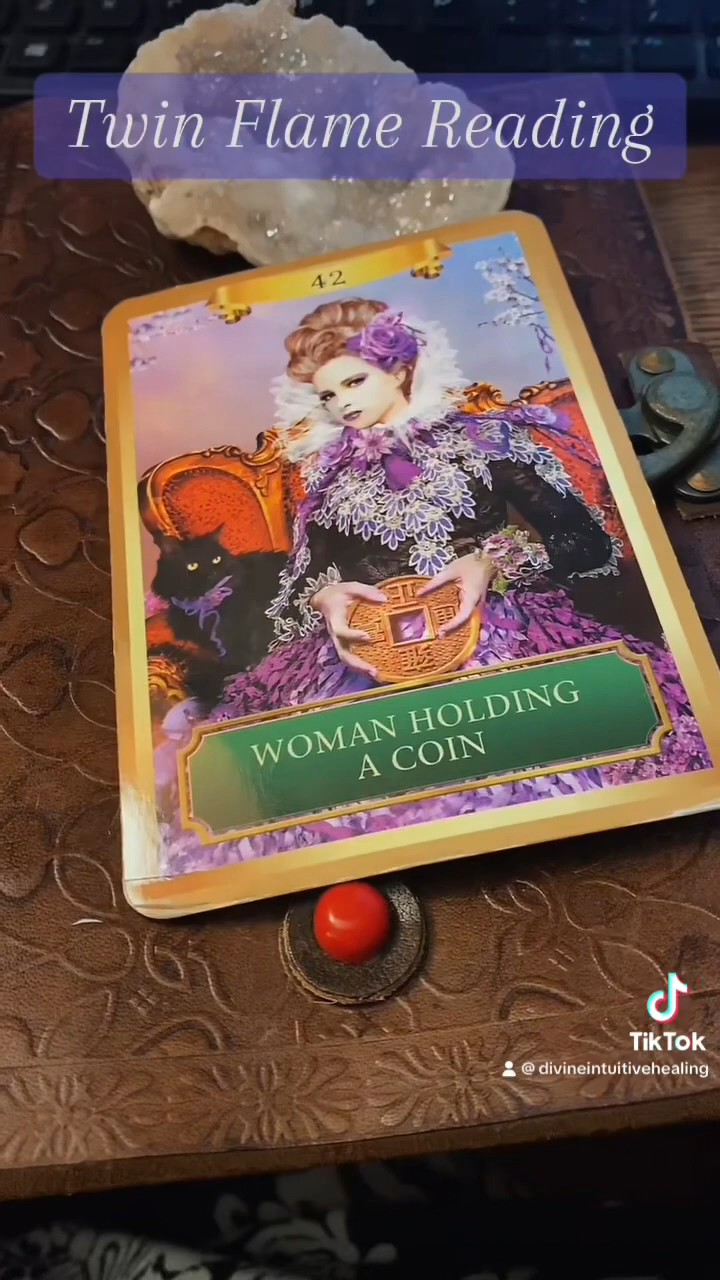 Twin Flame Reading
42
WOMAN HOLDING
A COIN
TikTok
@divineintuitivehealing